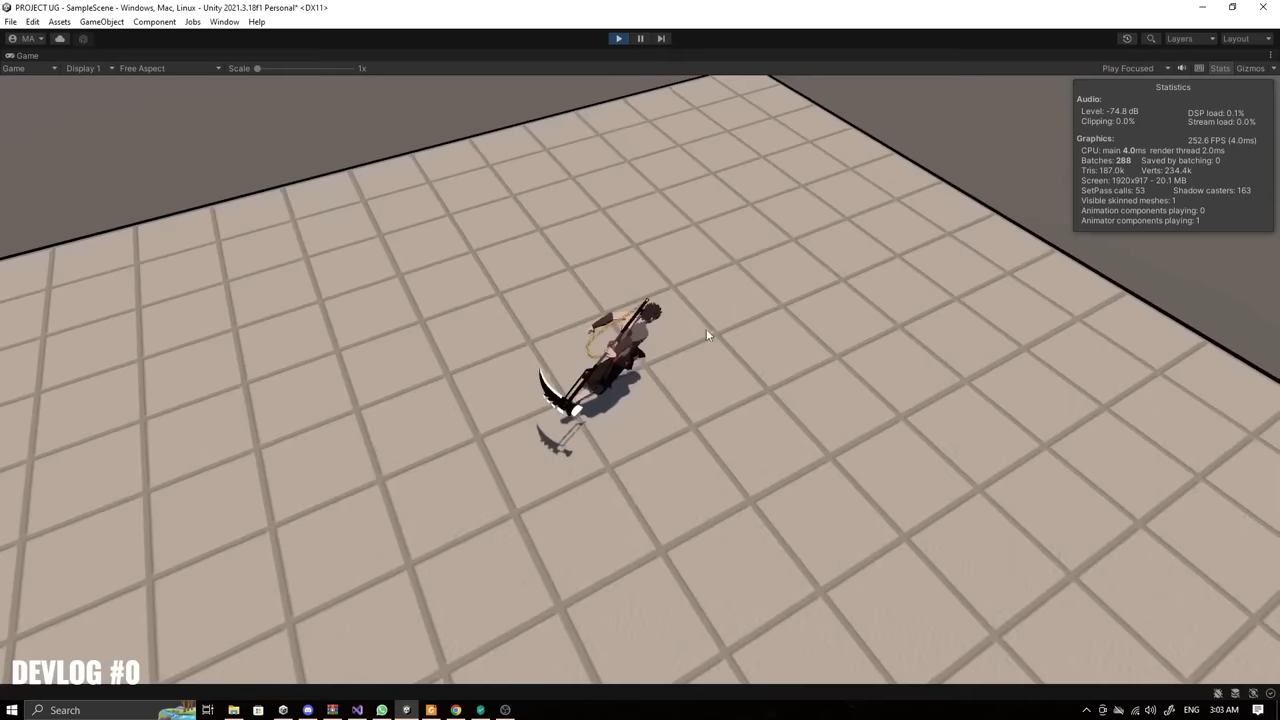 PROJECT UG - SampleScene - Windows, Mac, Linux - Unity 2021.3.18f1 Personal* <DX11>
File Edit Assets GameObject Component Jobs Window Help
MA Layers Layout
Game
Game Display 1 Free Aspect Scale 1x Play Focused Stats Gizmos
Statistics
Audio:
Level: -74.8 dB DSP load: 0.1%
Clipping: 0.0% Stream load: 0.0%
Graphics: 252.6 FPS (4.0ms)
CPU: main 4.0ms render thread 2.0ms
Batches: 288 Saved by batching: 0
Tris: 187.0k Verts: 234.4k
Screen: 1920x917 - 20.1 MB
SetPass calls: 53 Shadow casters: 163
Visible skinned meshes: 1
Animation components playing: 0
Animator components playing: 1
DEVLOG #0
Search ENG 3:03 AM